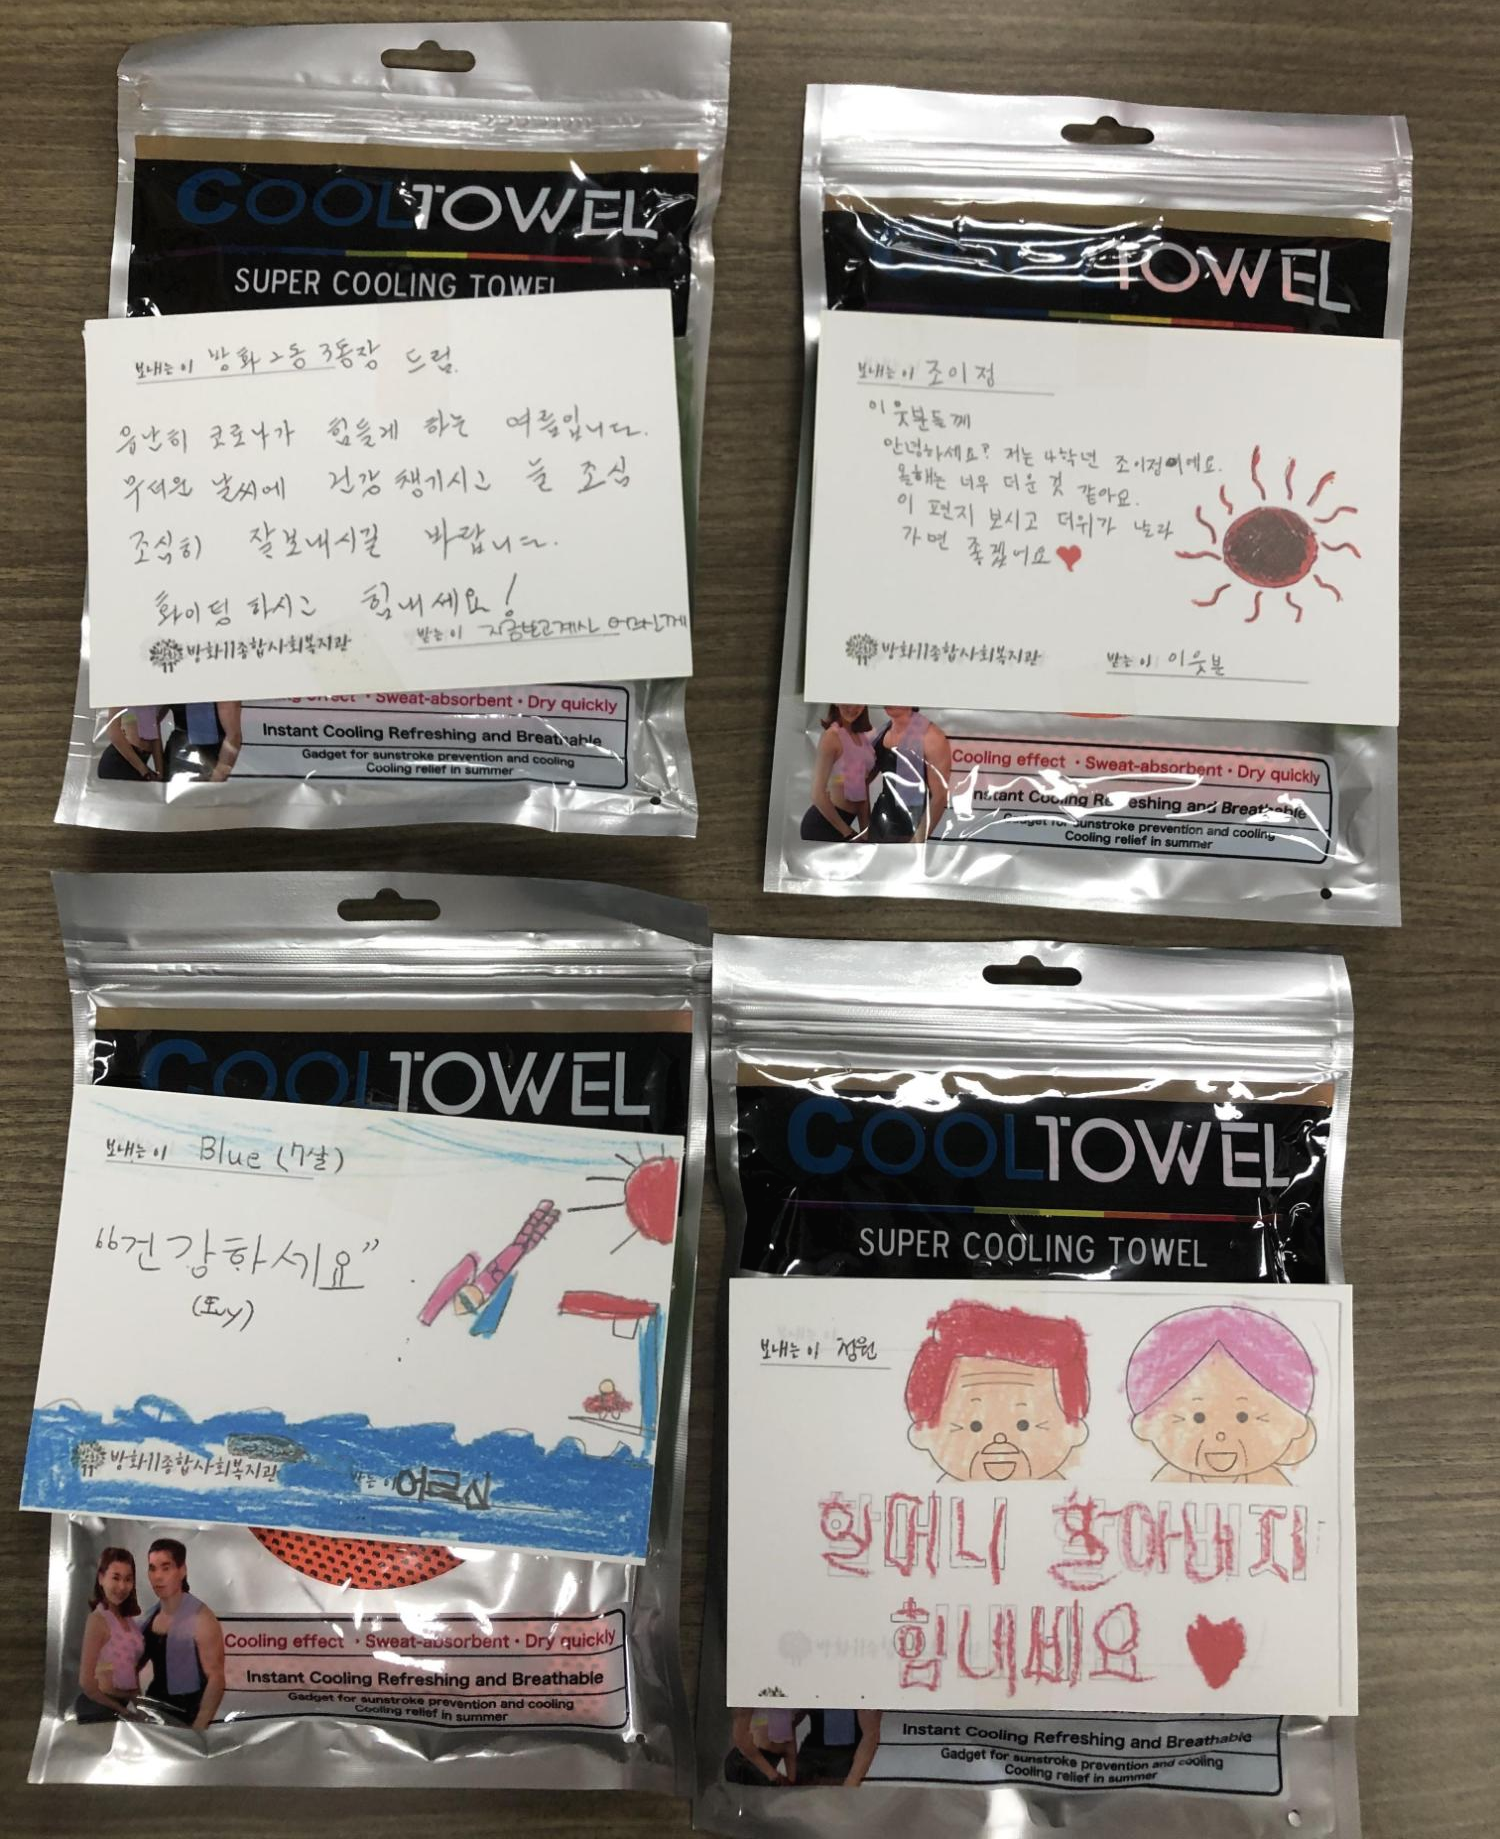 COOLTOWEL
SUPER COOLING TOWEL
보내는이 방화2동 3통장 드림.
유난히 코로나가 힘들게 하는 여름입니다.
무더운 날씨에 건강 챙기시고 늘 조심
조심히 잘보내시길 바랍니다.
화이팅 하시고 힘내세요!
방화11종합사회복지관
받는이 지금보고계신
Sweat-absorbent · Dry quickly
Instant Cooling Refreshing and Breathable
Gadget for sunstroke prevention and cooling
Cooling relief in summer
TOWEL
보내는이 조이정
이웃분들께
안녕하세요? 저는 4학년 조이정이에요.
올해는 너무 더운 것 같아요.
이 편지 보시고 더위가 날라
가면 좋겠어요♥
방화11종합사회복지관
받는이 이웃분
Cooling effect · Sweat-absorbent · Dry quickly
Instant Cooling Refreshing and Breathable
Gadget for sunstroke prevention and cooling
Cooling relief in summer
COOLTOWEL
보내는이 Blue (7살)
"건강하세요"
방화11종합사회복지관
받는이 어르신
Cooling effect · Sweat-absorbent · Dry quickly
Instant Cooling Refreshing and Breathable
Gadget for sunstroke prevention and cooling
Cooling relief in summer
COOLTOWEL
SUPER COOLING TOWEL
보내는이 정원
할머니 할아버지
힘내세요 ♥
Instant Cooling Refreshing and Breathable
Gadget for sunstroke prevention and cooling
Cooling relief in summer